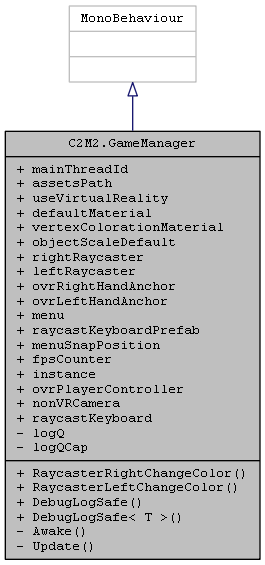 MonoBehaviour
C2M2.GameManager
+ mainThreadId
+ assetsPath
+ useVirtualReality
+ defaultMaterial
+ vertexColorationMaterial
+ objectScaleDefault
+ rightRaycaster
+ leftRaycaster
+ ovrRightHandAnchor
+ ovrLeftHandAnchor
+ menu
+ raycastKeyboardPrefab
+ menuSnapPosition
+ fpsCounter
+ instance
+ ovrPlayerController
+ nonVRCamera
+ raycastKeyboard
- logQ
- logQCap
+ RaycasterRightChangeColor()
+ RaycasterLeftChangeColor()
+ DebugLogSafe()
+ DebugLogSafe< T >()
- Awake()
- Update()